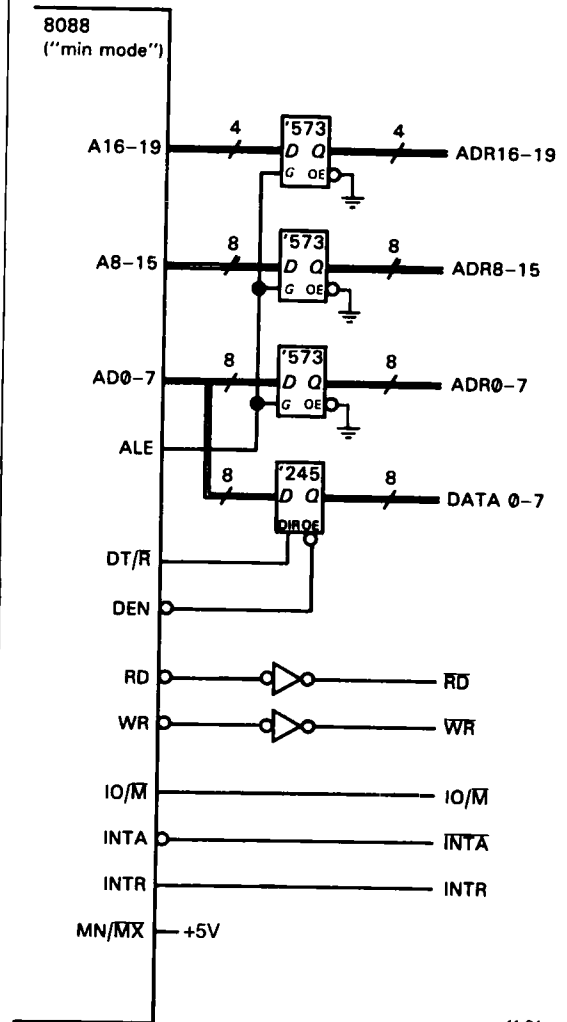 8088
("min mode")
4 '573 4
A16-19 D Q ADR16-19
G OE
8 '573 8
A8-15 D Q ADR8-15
G OE
8 '573 8
AD0-7 D Q ADR0-7
G OE
ALE
8 '245 8
D Q DATA 0-7
DIR OE
DT/R̅
DEN
RD R̅D̅
WR W̅R̅
IO/M̅ IO/M̅
INTA I̅N̅T̅A̅
INTR INTR
MN/M̅X̅ +5V